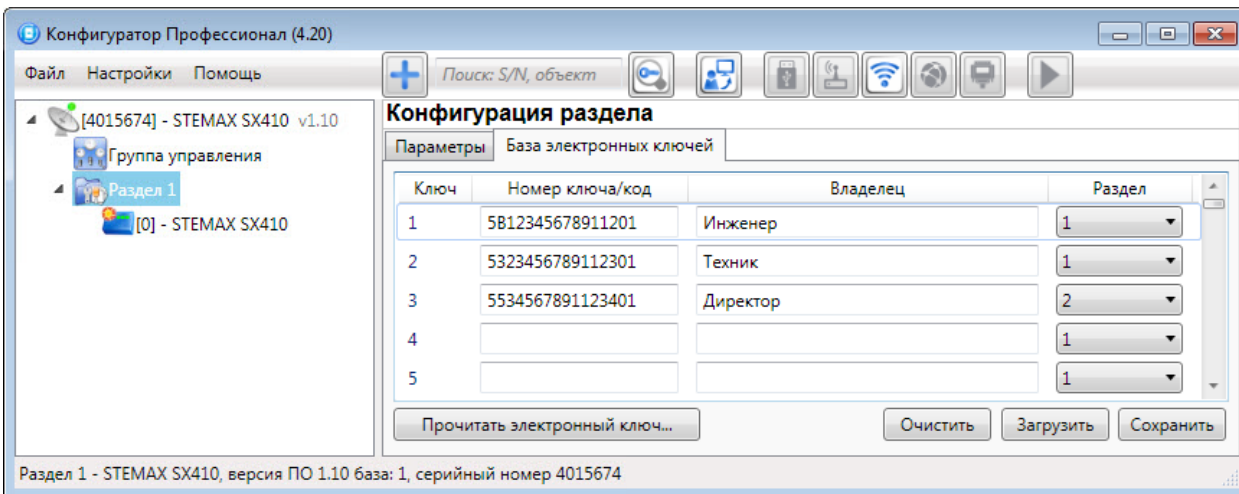 Конфигуратор Профессионал (4.20)
Файл Настройки Помощь Поиск: S/N, объект
[4015674] - STEMAX SX410 v1.10
Группа управления
Раздел 1
[0] - STEMAX SX410
Конфигурация раздела
Параметры База электронных ключей
Ключ Номер ключа/код Владелец Раздел
1 5B12345678911201 Инженер 1
2 5323456789112301 Техник 1
3 5534567891123401 Директор 2
4 1
5 1
Прочитать электронный ключ... Очистить Загрузить Сохранить
Раздел 1 - STEMAX SX410, версия ПО 1.10 база: 1, серийный номер 4015674